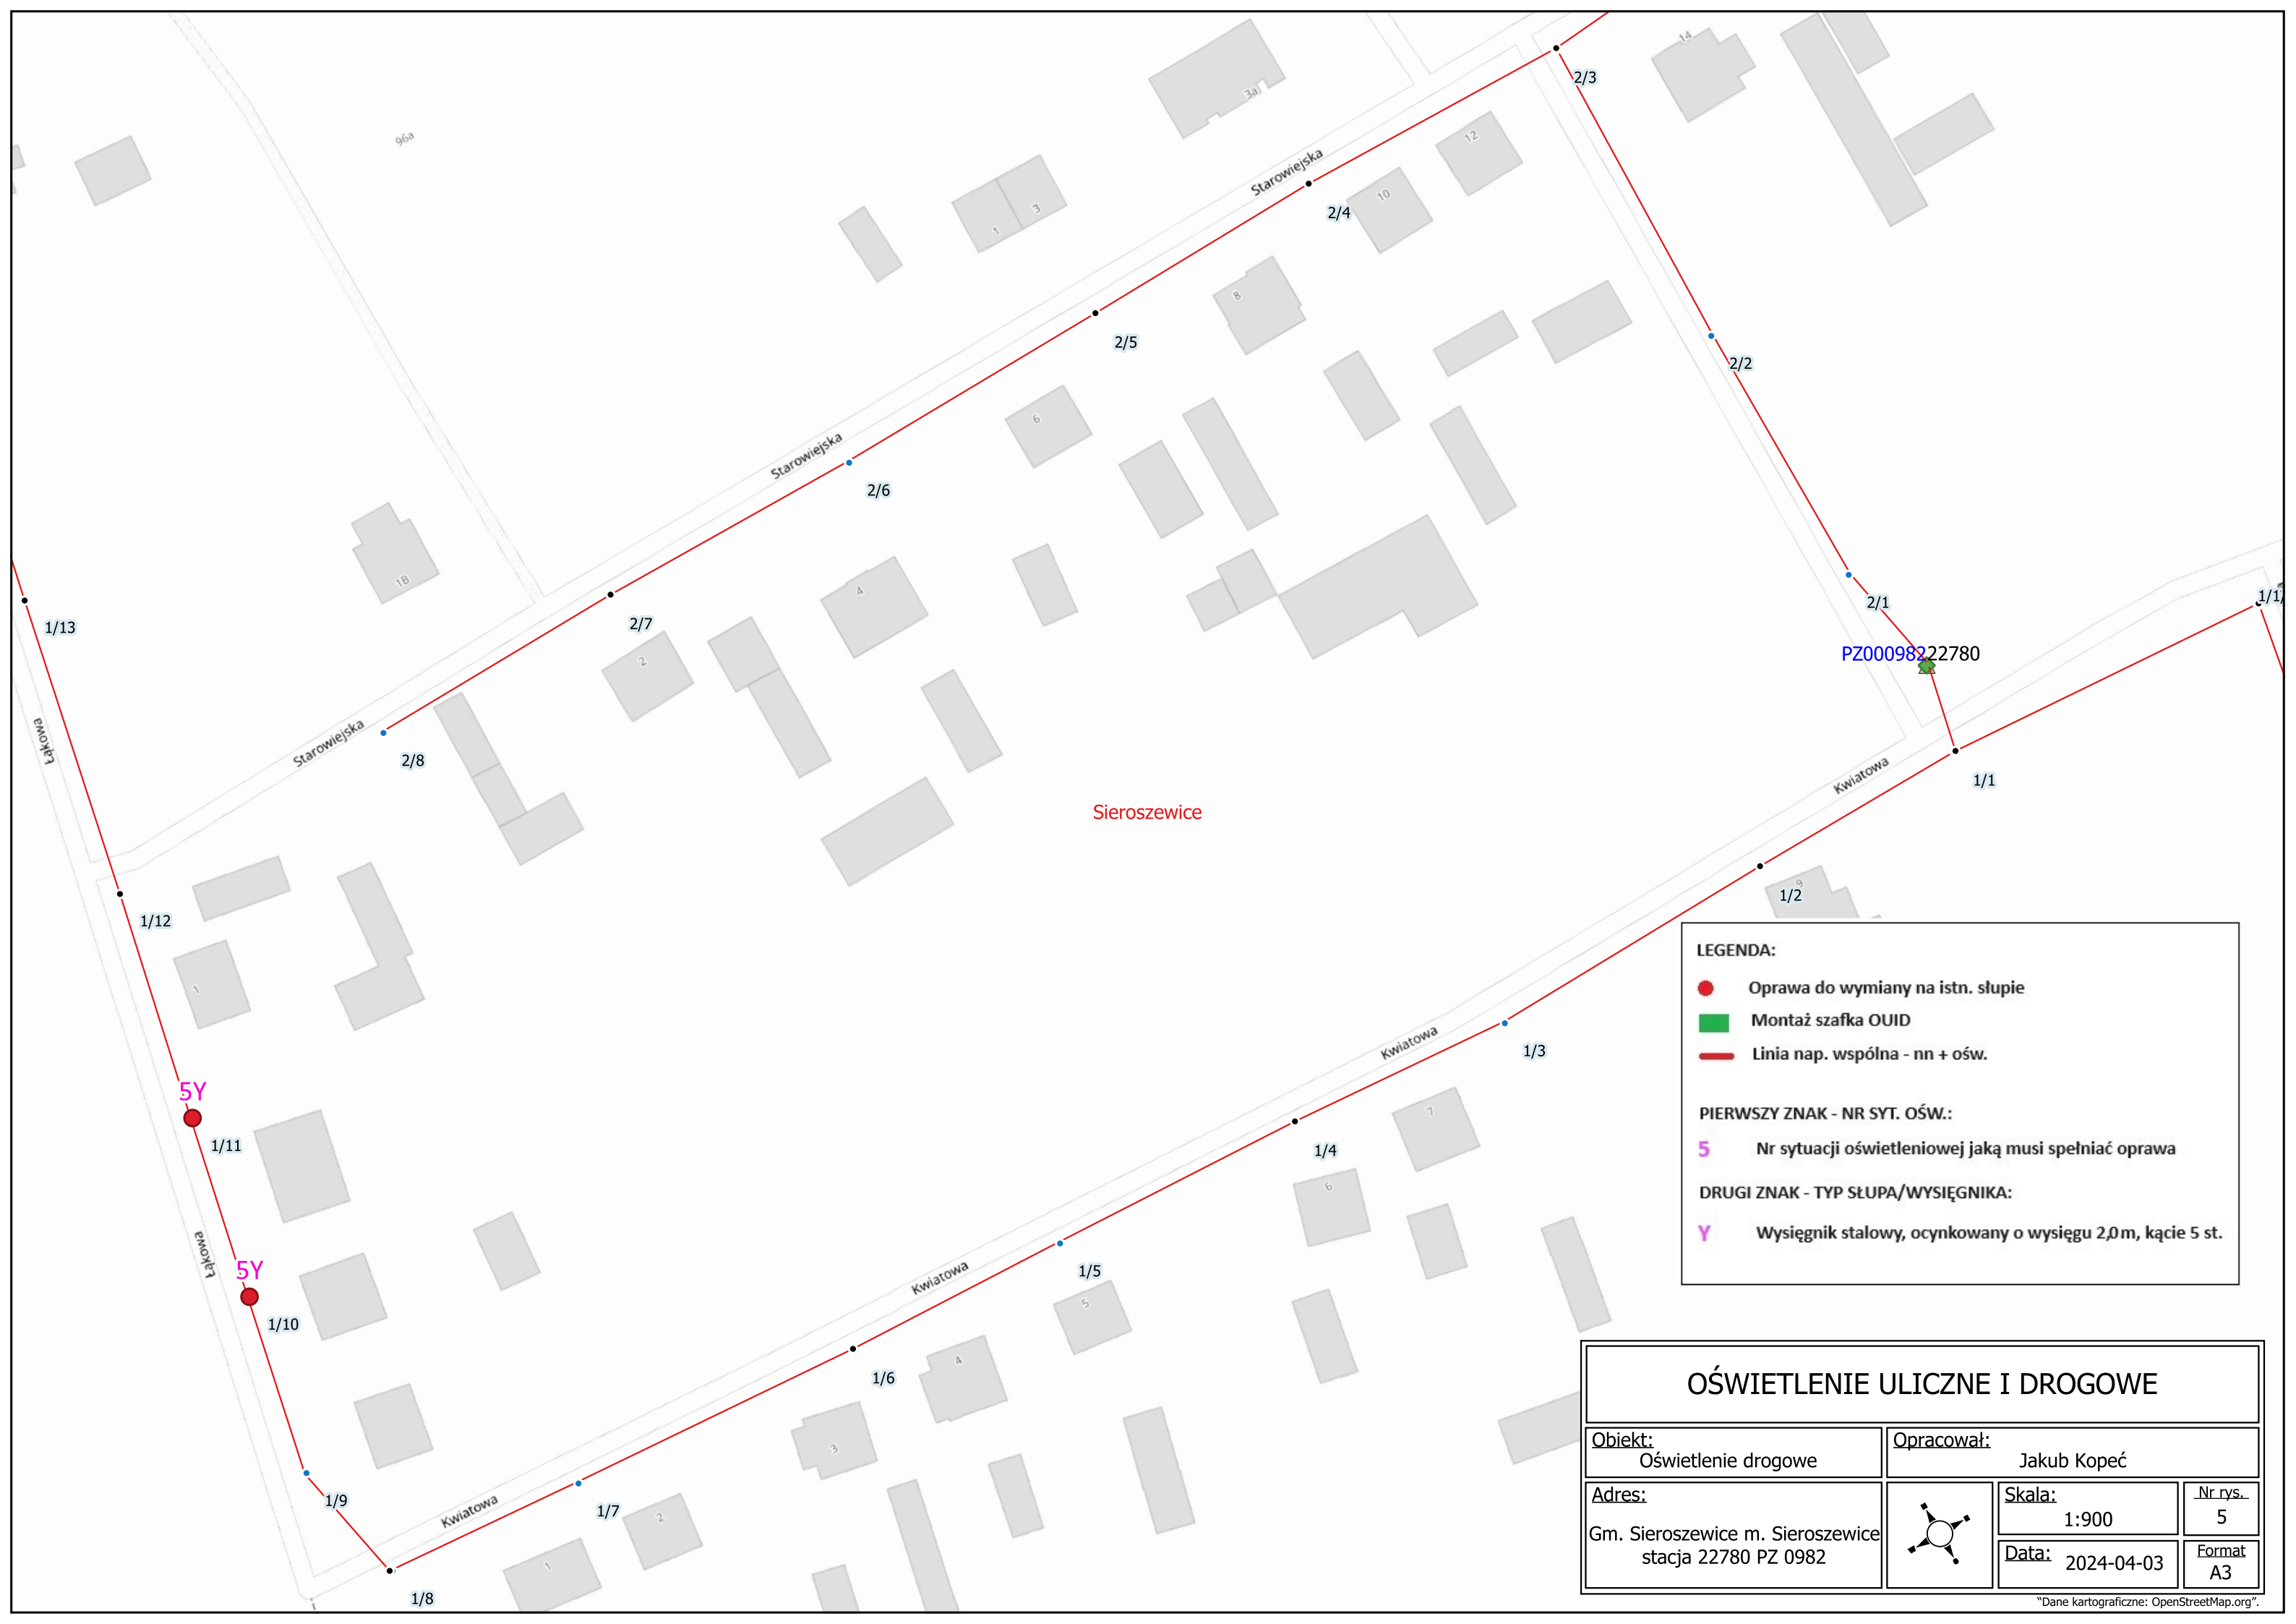 14
2/3
3a
96a
12
Starowiejska
10
2/4
3
1
8
2/5
2/2
6
Starowiejska
2/6
1B
4
1/1/
2/1
2/7
1/13
2
PZ000982
22780
Łąkowa
Starowiejska
2/8
Kwiatowa
1/1
Sieroszewice
9
1/2
1/12
1
LEGENDA:
Oprawa do wymiany na istn. słupie
Montaż szafka OUID
Linia nap. wspólna - nn + ośw.
PIERWSZY ZNAK - NR SYT. OŚW.:
5 Nr sytuacji oświetleniowej jaką musi spełniać oprawa
DRUGI ZNAK - TYP SŁUPA/WYSIĘGNIKA:
Y Wysięgnik stalowy, ocynkowany o wysięgu 2,0 m, kącie 5 st.
Kwiatowa
1/3
5Y
1/11
7
1/4
6
Łąkowa
5Y
1/10
Kwiatowa
1/5
5
4
1/6
3
1/9
Kwiatowa
1/7
2
1
1/8
OŚWIETLENIE ULICZNE I DROGOWE
Obiekt:
Oświetlenie drogowe
Opracował:
Jakub Kopeć
Adres:
Gm. Sieroszewice m. Sieroszewice
stacja 22780 PZ 0982
Skala:
1:900
Nr rys.
5
Data: 2024-04-03
Format
A3
"Dane kartograficzne: OpenStreetMap.org".